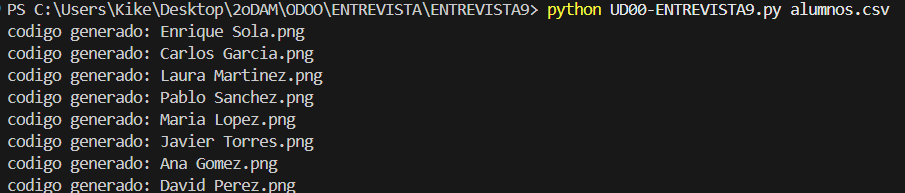 PS C:\Users\Kike\Desktop\2oDAM\ODOO\ENTREVISTA\ENTREVISTA9> python UD00-ENTREVISTA9.py alumnos.csv
codigo generado: Enrique Sola.png
codigo generado: Carlos Garcia.png
codigo generado: Laura Martinez.png
codigo generado: Pablo Sanchez.png
codigo generado: Maria Lopez.png
codigo generado: Javier Torres.png
codigo generado: Ana Gomez.png
codigo generado: David Perez.png